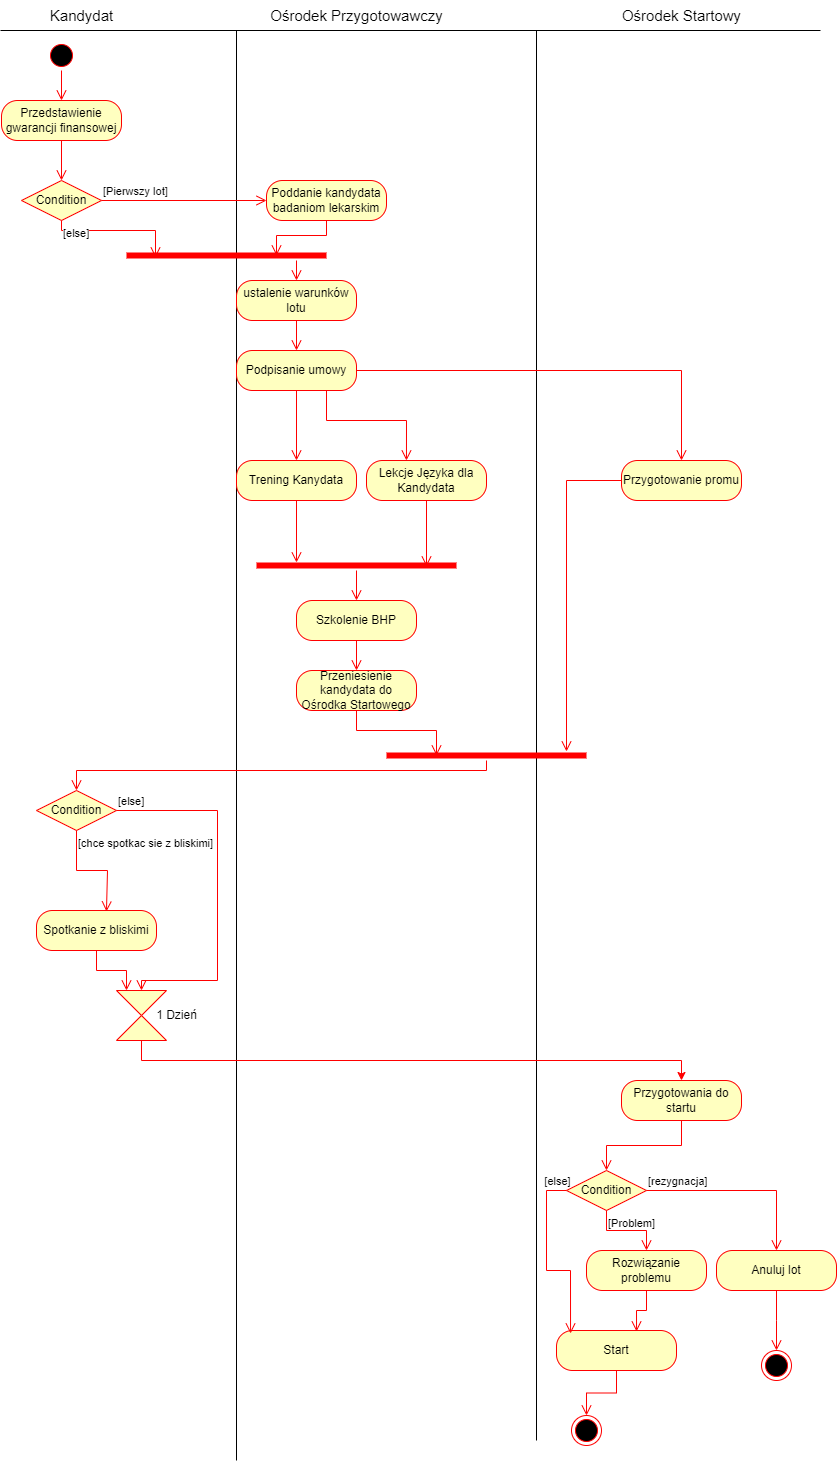 Kandydat
Ośrodek Przygotowawczy
Ośrodek Startowy
Przedstawienie
gwarancji finansowej
Condition
[Pierwszy lot]
Poddanie kandydata
badaniom lekarskim
[else]
ustalenie warunków
lotu
Podpisanie umowy
Trening Kanydata
Lekcje Języka dla
Kandydata
Przygotowanie promu
Szkolenie BHP
Przeniesienie
kandydata do
Ośrodka Startowego
Condition
[else]
[chce spotkac sie z bliskimi]
Spotkanie z bliskimi
1 Dzień
Przygotowania do
startu
[else]
Condition
[rezygnacja]
[Problem]
Rozwiązanie
problemu
Anuluj lot
Start